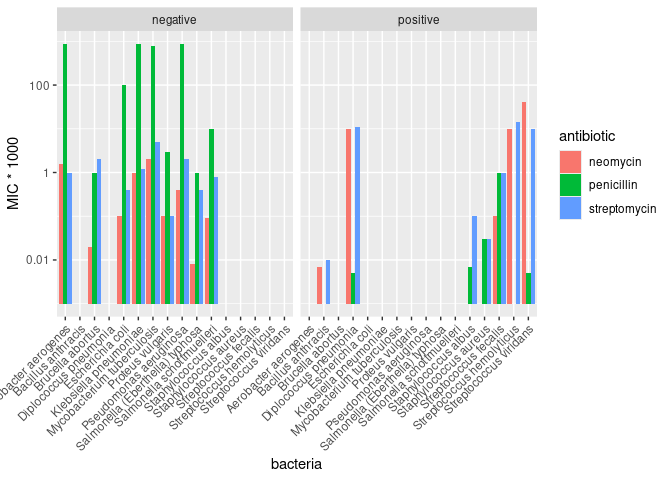 negative
positive
100
1
0.01
MIC * 1000
obacter aerogenes
Bacillus anthracis
Brucella abortus
Diplococcus pneumonia
Escherichia coli
Klebsiella pneumoniae
Mycobacterium tuberculosis
Proteus vulgaris
Pseudomonas aeruginosa
Salmonella (Eberthella) typhosa
Salmonella schottmuelleri
Staphylococcus albus
Staphylococcus aureus
Streptococcus fecalis
Streptococcus hemolyticus
Streptococcus viridans
Aerobacter aerogenes
Bacillus anthracis
Brucella abortus
Diplococcus pneumonia
Escherichia coli
Klebsiella pneumoniae
Mycobacterium tuberculosis
Proteus vulgaris
Pseudomonas aeruginosa
Salmonella (Eberthella) typhosa
Salmonella schottmuelleri
Staphylococcus albus
Staphylococcus aureus
Streptococcus fecalis
Streptococcus hemolyticus
Streptococcus viridans
bacteria
antibiotic
neomycin
penicillin
streptomycin